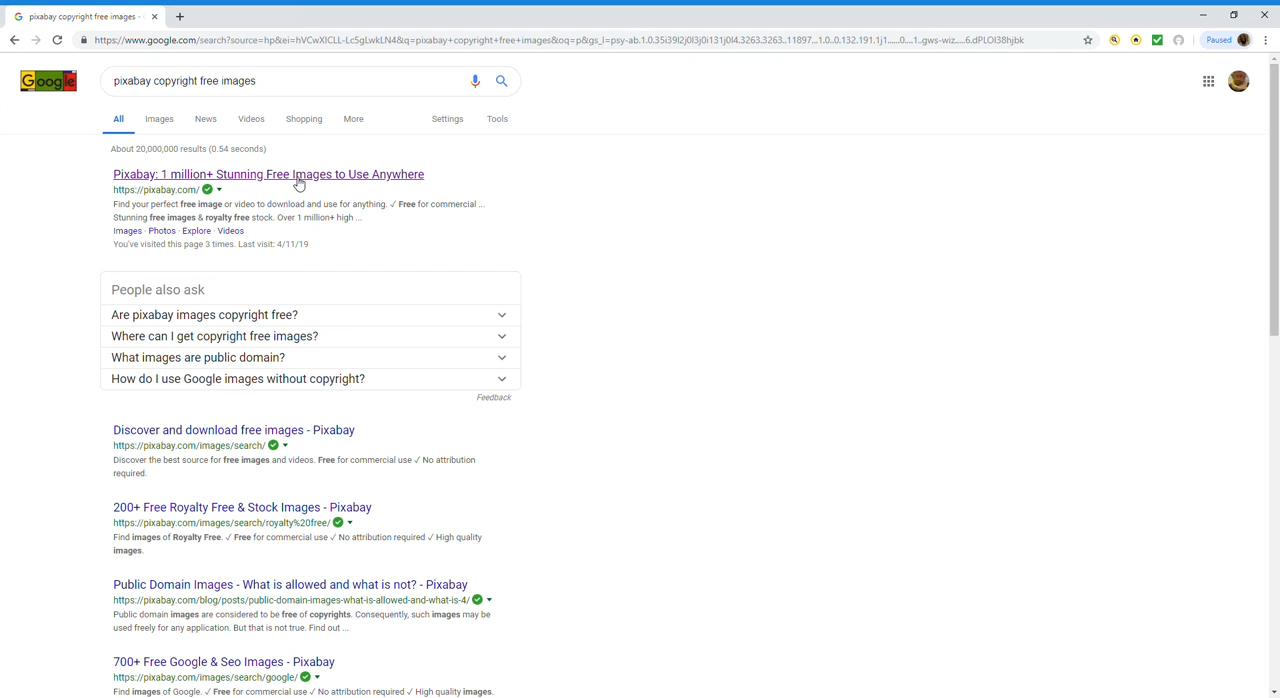 pixabay copyright free images -
https://www.google.com/search?source=hp&ei=hVCwXICLL-Lc5gLwkLN4&q=pixabay+copyright+free+images&oq=p&gs_l=psy-ab.1.0.35i39l2j0l3j0i131j0l4.3263.3263..11897...1.0..0.132.191.1j1......0....1..gws-wiz.....6.dPLOl38hjbk
Paused
Google
pixabay copyright free images
All Images News Videos Shopping More Settings Tools
About 20,000,000 results (0.54 seconds)
Pixabay: 1 million+ Stunning Free Images to Use Anywhere
https://pixabay.com/
Find your perfect free image or video to download and use for anything. ✓ Free for commercial ...
Stunning free images & royalty free stock. Over 1 million+ high ...
Images · Photos · Explore · Videos
You've visited this page 3 times. Last visit: 4/11/19
People also ask
Are pixabay images copyright free?
Where can I get copyright free images?
What images are public domain?
How do I use Google images without copyright?
Feedback
Discover and download free images - Pixabay
https://pixabay.com/images/search/
Discover the best source for free images and videos. Free for commercial use ✓ No attribution
required.
200+ Free Royalty Free & Stock Images - Pixabay
https://pixabay.com/images/search/royalty%20free/
Find images of Royalty Free. ✓ Free for commercial use ✓ No attribution required ✓ High quality
images.
Public Domain Images - What is allowed and what is not? - Pixabay
https://pixabay.com/blog/posts/public-domain-images-what-is-allowed-and-what-is-4/
Public domain images are considered to be free of copyrights. Consequently, such images may be
used freely for any application. But that is not true. Find out ...
700+ Free Google & Seo Images - Pixabay
https://pixabay.com/images/search/google/
Find images of Google. ✓ Free for commercial use ✓ No attribution required ✓ High quality images.